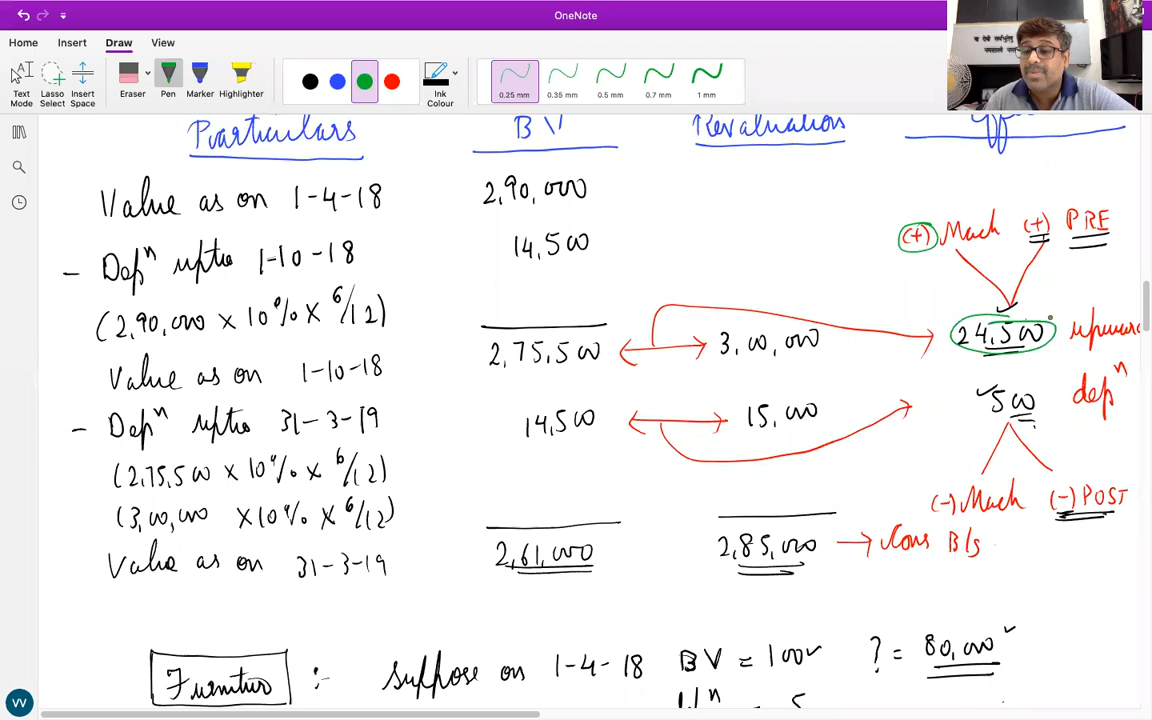 OneNote
Home Insert Draw View
Text Mode
Lasso Select
Insert Space
Eraser
Pen
Marker
Highlighter
Ink Colour
0.25 mm
0.35 mm
0.5 mm
0.7 mm
1 mm
Particulars BV Revaluation
Value as on 1-4-18 2,90,000
(+) Mach (+) PRE
- Depⁿ upto 1-10-18 14,500
(2,90,000 x 10% x 6/12)
24,500
Value as on 1-10-18 2,75,500 3,00,000
500 depⁿ
- Depⁿ upto 31-3-19 14,500 15,000
(2,75,500 x 10% x 6/12)
(-) Mach (-) POST
(3,00,000 x 10% x 6/12)
Value as on 31-3-19 2,61,000 2,85,000 → Cons B/s
Furniture :- Suppose on 1-4-18 BV = 100 ? = 80,000
VV